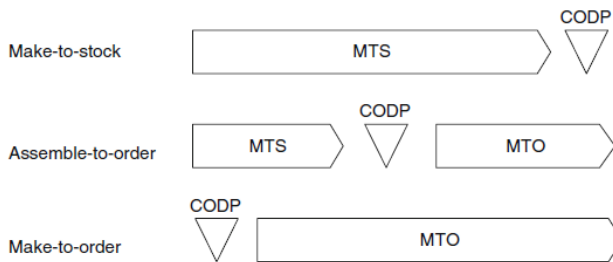 CODP
Make-to-stock MTS
CODP
Assemble-to-order MTS MTO
CODP
Make-to-order MTO